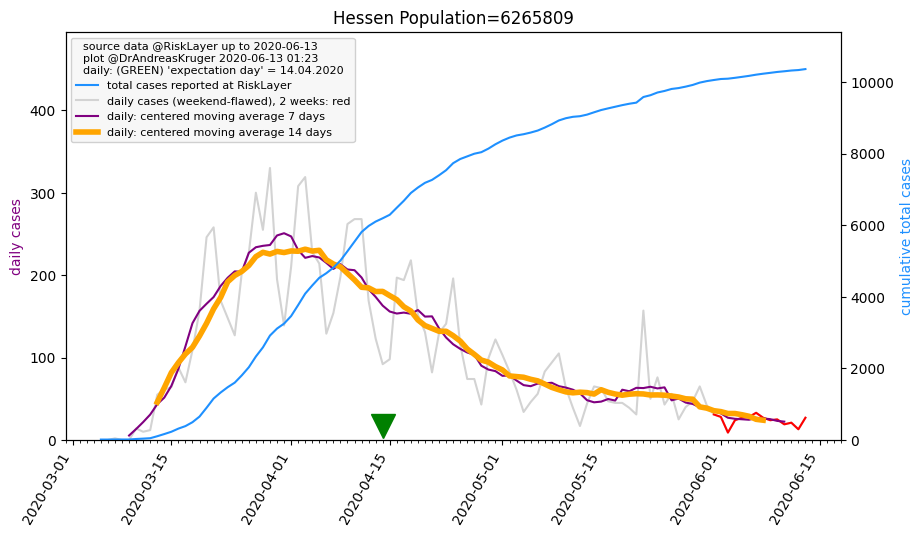 Hessen Population=6265809
source data @RiskLayer up to 2020-06-13
plot @DrAndreasKruger 2020-06-13 01:23
daily: (GREEN) 'expectation day' = 14.04.2020
total cases reported at RiskLayer
daily cases (weekend-flawed), 2 weeks: red
daily: centered moving average 7 days
daily: centered moving average 14 days
daily cases
400
300
200
100
0
cumulative total cases
10000
8000
6000
4000
2000
0
2020-03-01
2020-03-15
2020-04-01
2020-04-15
2020-05-01
2020-05-15
2020-06-01
2020-06-15